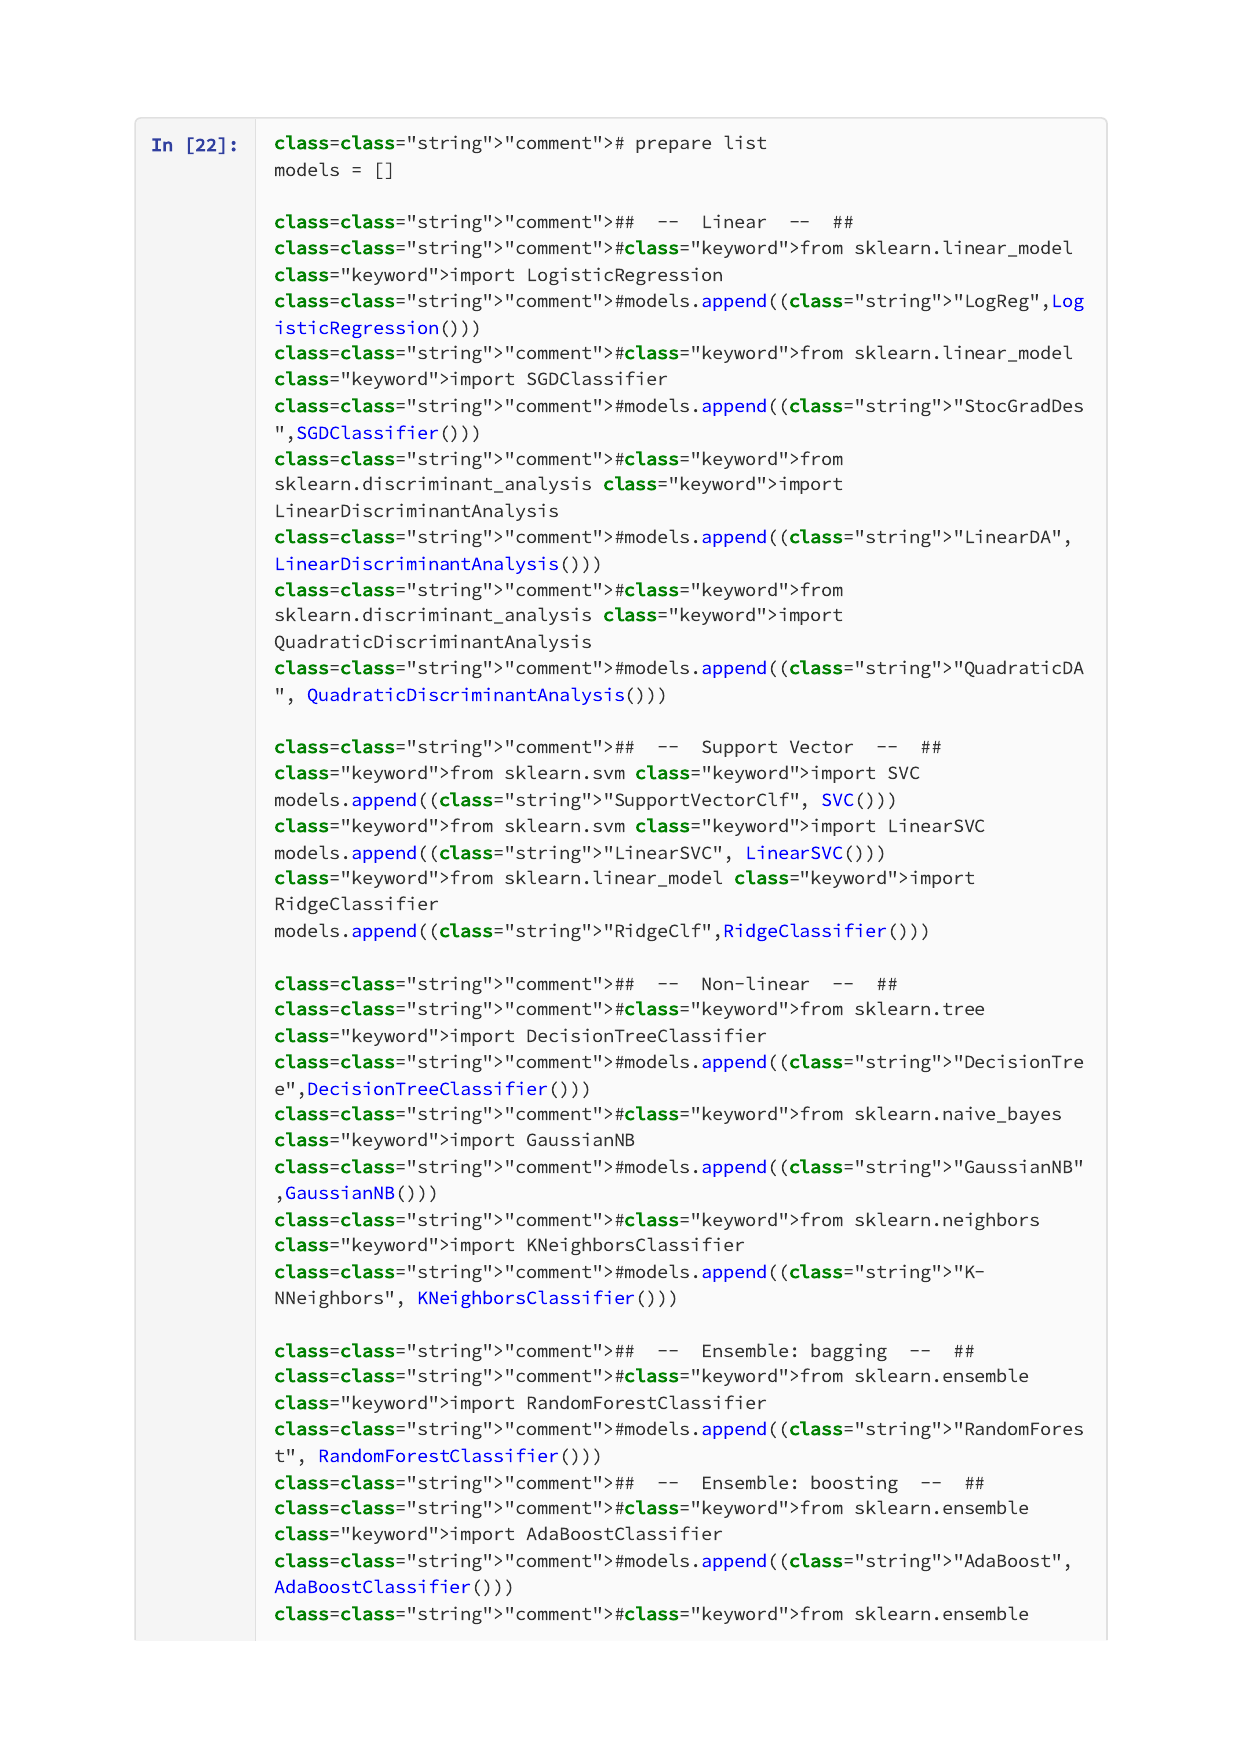 In [22]:
class=class="string">"comment"># prepare list
models = []
class=class="string">"comment">##  --  Linear  --  ##
class=class="string">"comment">#class="keyword">from sklearn.linear_model
class="keyword">import LogisticRegression
class=class="string">"comment">#models.append((class="string">"LogReg",Log
isticRegression()))
class=class="string">"comment">#class="keyword">from sklearn.linear_model
class="keyword">import SGDClassifier
class=class="string">"comment">#models.append((class="string">"StocGradDes
",SGDClassifier()))
class=class="string">"comment">#class="keyword">from
sklearn.discriminant_analysis class="keyword">import
LinearDiscriminantAnalysis
class=class="string">"comment">#models.append((class="string">"LinearDA",
LinearDiscriminantAnalysis()))
class=class="string">"comment">#class="keyword">from
sklearn.discriminant_analysis class="keyword">import
QuadraticDiscriminantAnalysis
class=class="string">"comment">#models.append((class="string">"QuadraticDA
", QuadraticDiscriminantAnalysis()))
class=class="string">"comment">##  --  Support Vector  --  ##
class="keyword">from sklearn.svm class="keyword">import SVC
models.append((class="string">"SupportVectorClf", SVC()))
class="keyword">from sklearn.svm class="keyword">import LinearSVC
models.append((class="string">"LinearSVC", LinearSVC()))
class="keyword">from sklearn.linear_model class="keyword">import
RidgeClassifier
models.append((class="string">"RidgeClf",RidgeClassifier()))
class=class="string">"comment">##  --  Non-linear  --  ##
class=class="string">"comment">#class="keyword">from sklearn.tree
class="keyword">import DecisionTreeClassifier
class=class="string">"comment">#models.append((class="string">"DecisionTre
e",DecisionTreeClassifier()))
class=class="string">"comment">#class="keyword">from sklearn.naive_bayes
class="keyword">import GaussianNB
class=class="string">"comment">#models.append((class="string">"GaussianNB"
,GaussianNB()))
class=class="string">"comment">#class="keyword">from sklearn.neighbors
class="keyword">import KNeighborsClassifier
class=class="string">"comment">#models.append((class="string">"K-
NNeighbors", KNeighborsClassifier()))
class=class="string">"comment">##  --  Ensemble: bagging  --  ##
class=class="string">"comment">#class="keyword">from sklearn.ensemble
class="keyword">import RandomForestClassifier
class=class="string">"comment">#models.append((class="string">"RandomFores
t", RandomForestClassifier()))
class=class="string">"comment">##  --  Ensemble: boosting  --  ##
class=class="string">"comment">#class="keyword">from sklearn.ensemble
class="keyword">import AdaBoostClassifier
class=class="string">"comment">#models.append((class="string">"AdaBoost",
AdaBoostClassifier()))
class=class="string">"comment">#class="keyword">from sklearn.ensemble